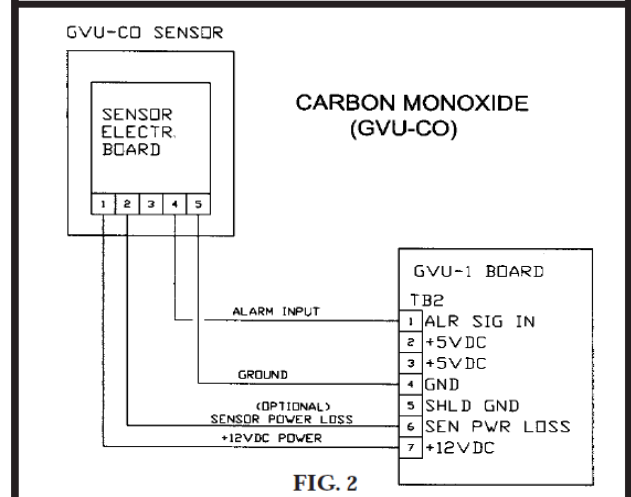 GVU-CO SENSOR
CARBON MONOXIDE
(GVU-CO)
SENSOR
ELECTR.
BOARD
1 2 3 4 5
GVU-1 BOARD
TB2
ALARM INPUT
1 ALR SIG IN
2 +5VDC
3 +5VDC
GROUND
4 GND
5 SHLD GND
(OPTIONAL)
SENSOR POWER LOSS
6 SEN PWR LOSS
+12VDC POWER
7 +12VDC
FIG. 2